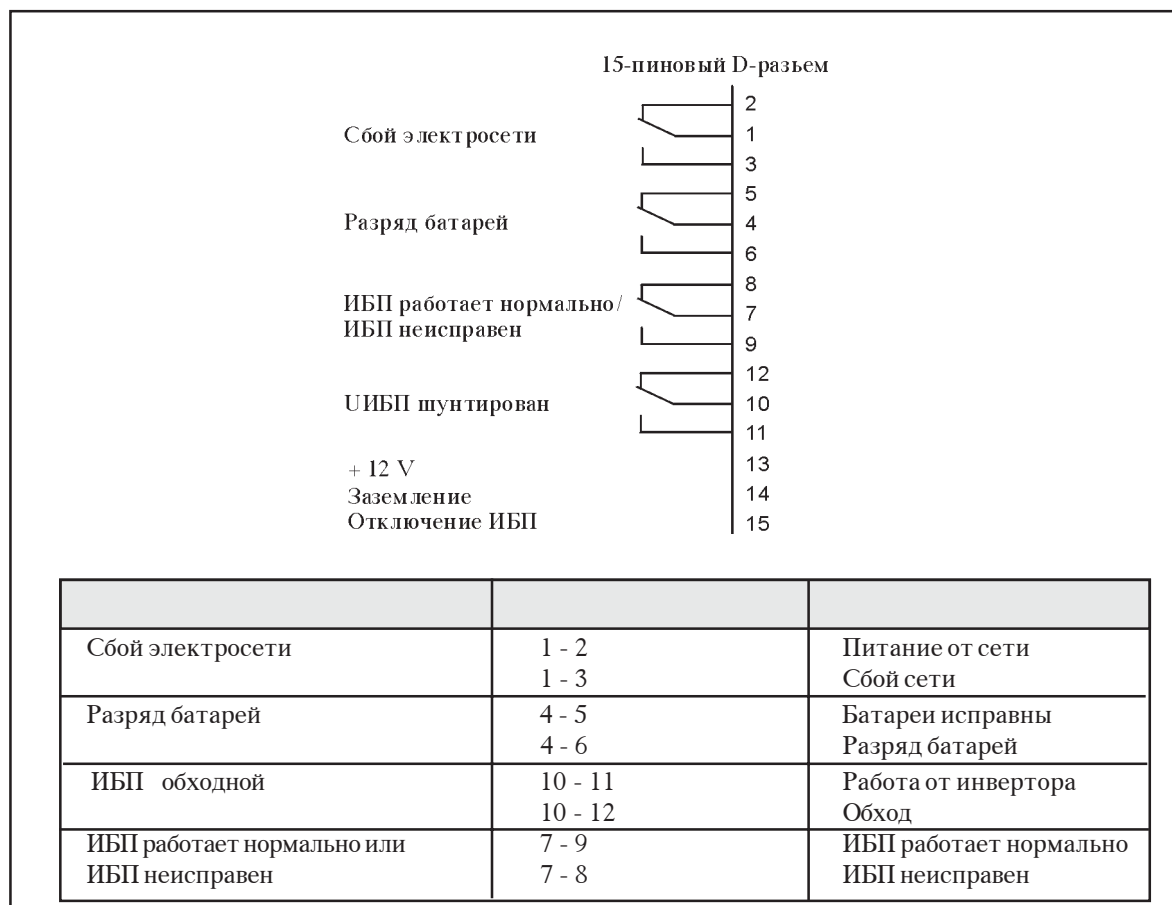 15-пиновый D-разьем
2
Сбой электросети
1
3
5
Разряд батарей
4
6
8
ИБП работает нормально/
7
ИБП неисправен
9
12
UИБП шунтирован
10
11
+ 12 V
13
Заземление
14
Отключение ИБП
15
Сбой электросети 1 - 2 Питание от сети
1 - 3 Сбой сети
Разряд батарей 4 - 5 Батареи исправны
4 - 6 Разряд батарей
ИБП обходной 10 - 11 Работа от инвертора
10 - 12 Обход
ИБП работает нормально или 7 - 9 ИБП работает нормально
ИБП неисправен 7 - 8 ИБП неисправен